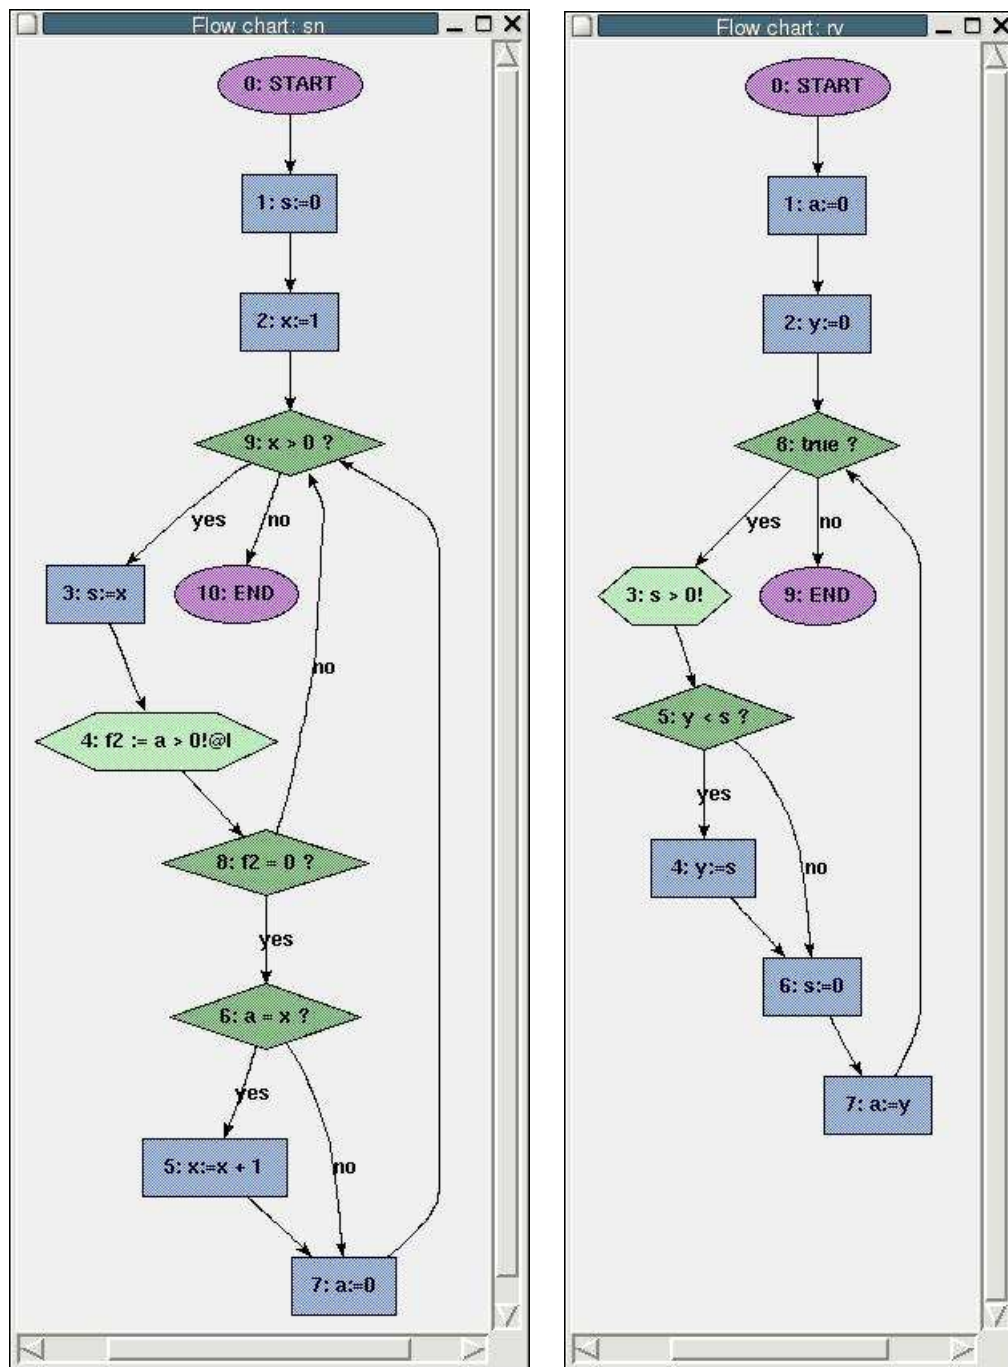 Flow chart: sn
0: START
1: s:=0
2: x:=1
9: x > 0 ?
yes
no
3: s:=x
10: END
no
4: f2 := a > 0!@l
8: f2 = 0 ?
yes
6: a = x ?
yes
5: x:=x + 1
no
7: a:=0
Flow chart: rv
0: START
1: a:=0
2: y:=0
8: true ?
yes
no
3: s > 0!
9: END
5: y < s ?
yes
4: y:=s
no
6: s:=0
7: a:=y